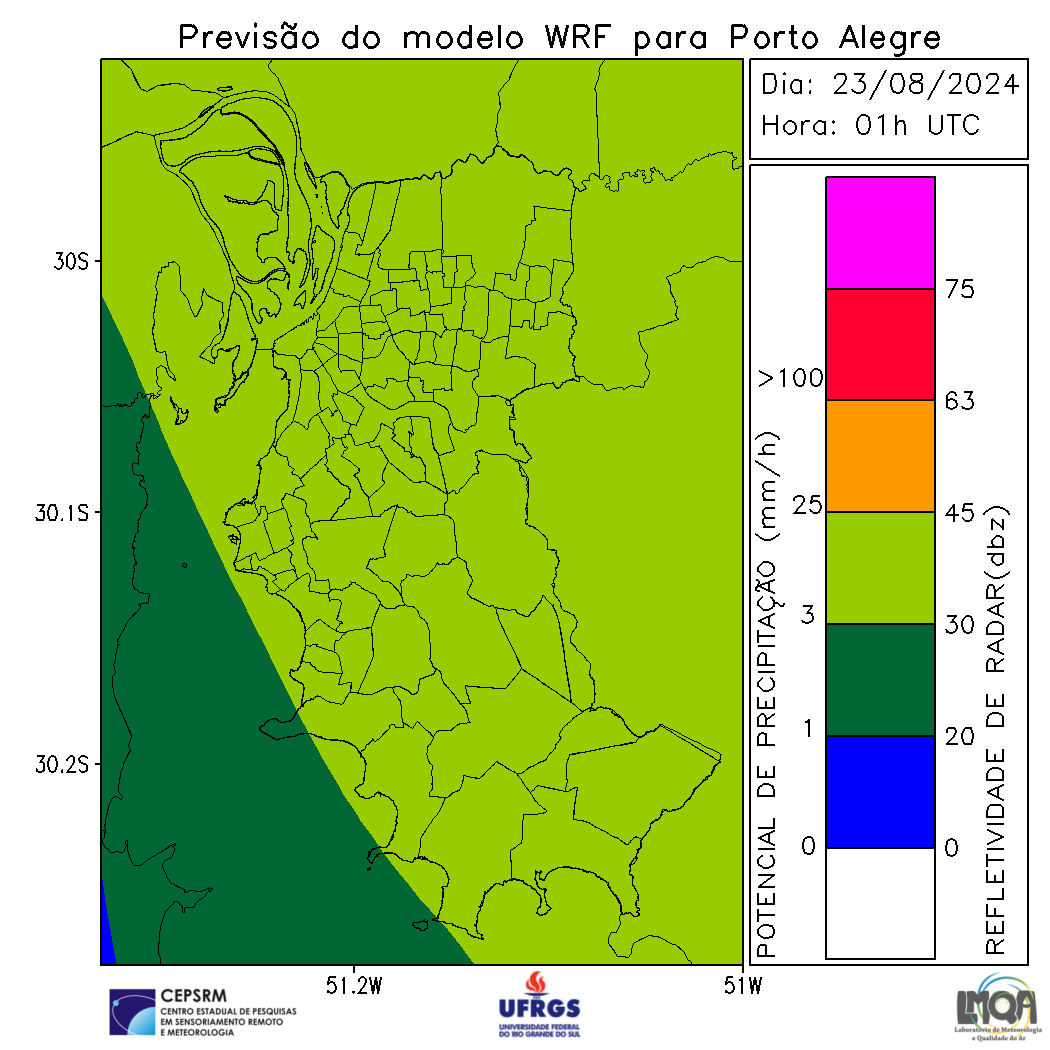 Previsão do modelo WRF para Porto Alegre
Dia: 23/08/2024
Hora: 01h UTC
30S
30.1S
30.2S
51.2W
51W
POTENCIAL DE PRECIPITAÇÃO (mm/h)
>100
25
3
1
0
75
63
45
30
20
0
REFLETIVIDADE DE RADAR(dbz)
CEPSRM
CENTRO ESTADUAL DE PESQUISAS
EM SENSORIAMENTO REMOTO
E METEOROLOGIA
UFRGS
UNIVERSIDADE FEDERAL
DO RIO GRANDE DO SUL
LMQA
Laboratório de Meteorologia
e Qualidade do Ar